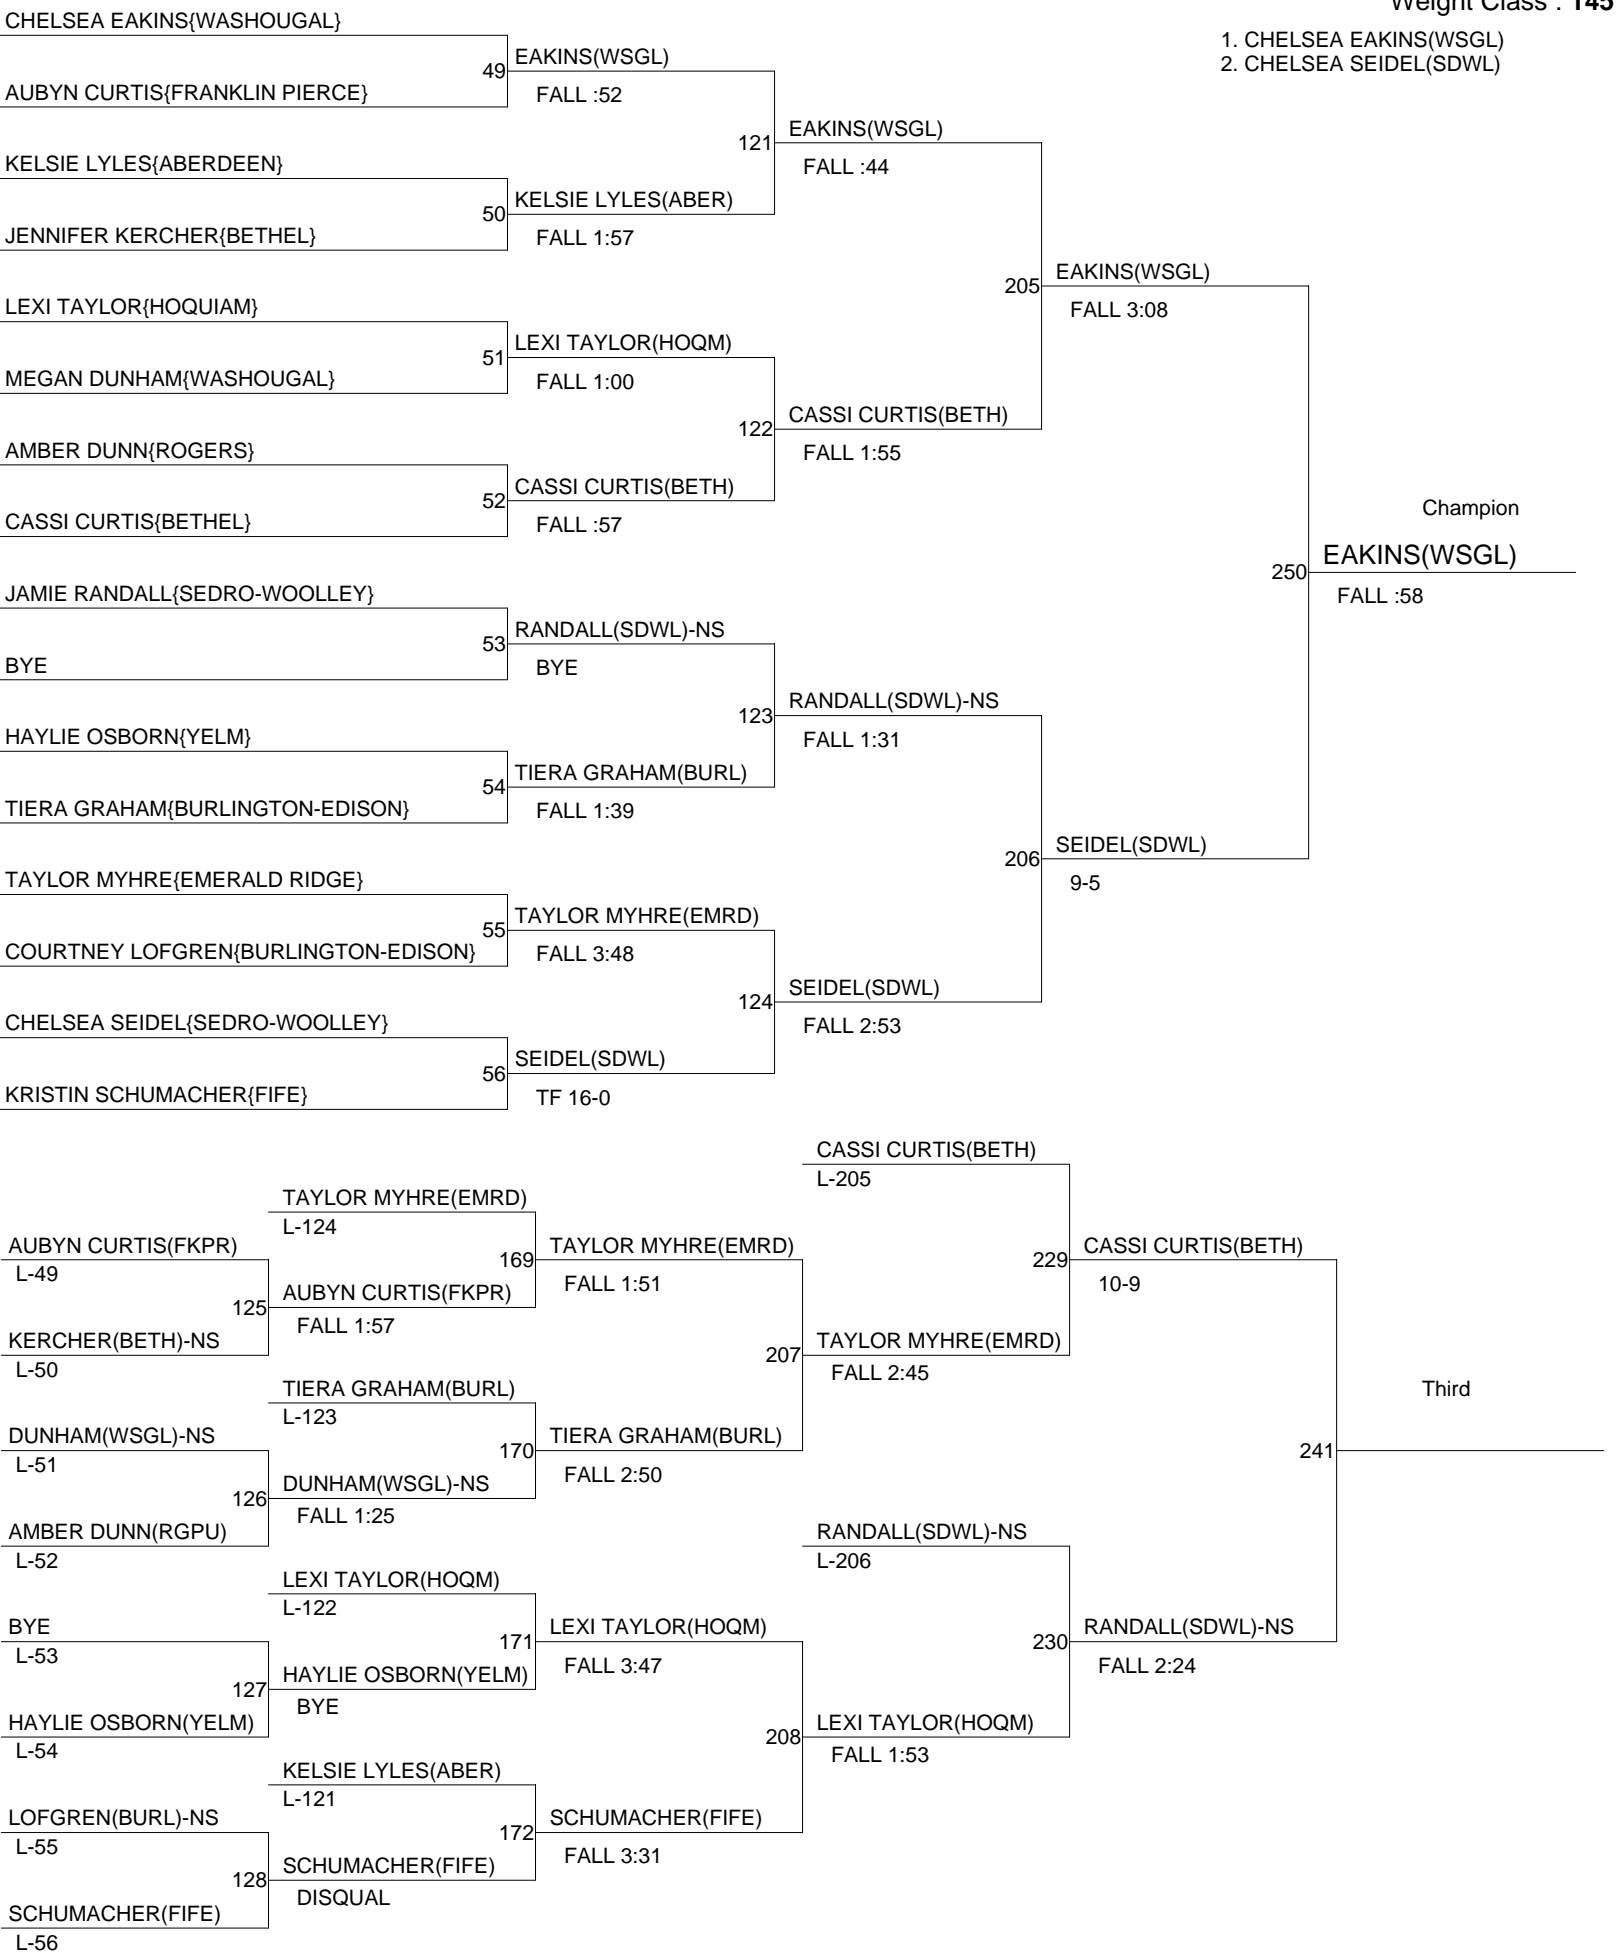 Weight Class : 145
1. CHELSEA EAKINS(WSGL)
2. CHELSEA SEIDEL(SDWL)
CHELSEA EAKINS{WASHOUGAL}
49
EAKINS(WSGL)
FALL :52
AUBYN CURTIS{FRANKLIN PIERCE}
121
EAKINS(WSGL)
FALL :44
KELSIE LYLES{ABERDEEN}
50
KELSIE LYLES(ABER)
FALL 1:57
JENNIFER KERCHER{BETHEL}
205
EAKINS(WSGL)
FALL 3:08
LEXI TAYLOR{HOQUIAM}
51
LEXI TAYLOR(HOQM)
FALL 1:00
MEGAN DUNHAM{WASHOUGAL}
122
CASSI CURTIS(BETH)
FALL 1:55
AMBER DUNN{ROGERS}
52
CASSI CURTIS(BETH)
FALL :57
CASSI CURTIS{BETHEL}
Champion
250
EAKINS(WSGL)
FALL :58
JAMIE RANDALL{SEDRO-WOOLLEY}
53
RANDALL(SDWL)-NS
BYE
BYE
123
RANDALL(SDWL)-NS
FALL 1:31
HAYLIE OSBORN{YELM}
54
TIERA GRAHAM(BURL)
FALL 1:39
TIERA GRAHAM{BURLINGTON-EDISON}
206
SEIDEL(SDWL)
9-5
TAYLOR MYHRE{EMERALD RIDGE}
55
TAYLOR MYHRE(EMRD)
FALL 3:48
COURTNEY LOFGREN{BURLINGTON-EDISON}
124
SEIDEL(SDWL)
FALL 2:53
CHELSEA SEIDEL{SEDRO-WOOLLEY}
56
SEIDEL(SDWL)
TF 16-0
KRISTIN SCHUMACHER{FIFE}
CASSI CURTIS(BETH)
L-205
TAYLOR MYHRE(EMRD)
L-124
AUBYN CURTIS(FKPR)
L-49
169
TAYLOR MYHRE(EMRD)
FALL 1:51
229
CASSI CURTIS(BETH)
10-9
125
AUBYN CURTIS(FKPR)
FALL 1:57
KERCHER(BETH)-NS
L-50
207
TAYLOR MYHRE(EMRD)
FALL 2:45
TIERA GRAHAM(BURL)
L-123
Third
DUNHAM(WSGL)-NS
L-51
170
TIERA GRAHAM(BURL)
FALL 2:50
241
126
DUNHAM(WSGL)-NS
FALL 1:25
AMBER DUNN(RGPU)
L-52
RANDALL(SDWL)-NS
L-206
LEXI TAYLOR(HOQM)
L-122
BYE
L-53
171
LEXI TAYLOR(HOQM)
FALL 3:47
230
RANDALL(SDWL)-NS
FALL 2:24
127
HAYLIE OSBORN(YELM)
BYE
HAYLIE OSBORN(YELM)
L-54
208
LEXI TAYLOR(HOQM)
FALL 1:53
KELSIE LYLES(ABER)
L-121
LOFGREN(BURL)-NS
L-55
172
SCHUMACHER(FIFE)
FALL 3:31
128
SCHUMACHER(FIFE)
DISQUAL
SCHUMACHER(FIFE)
L-56